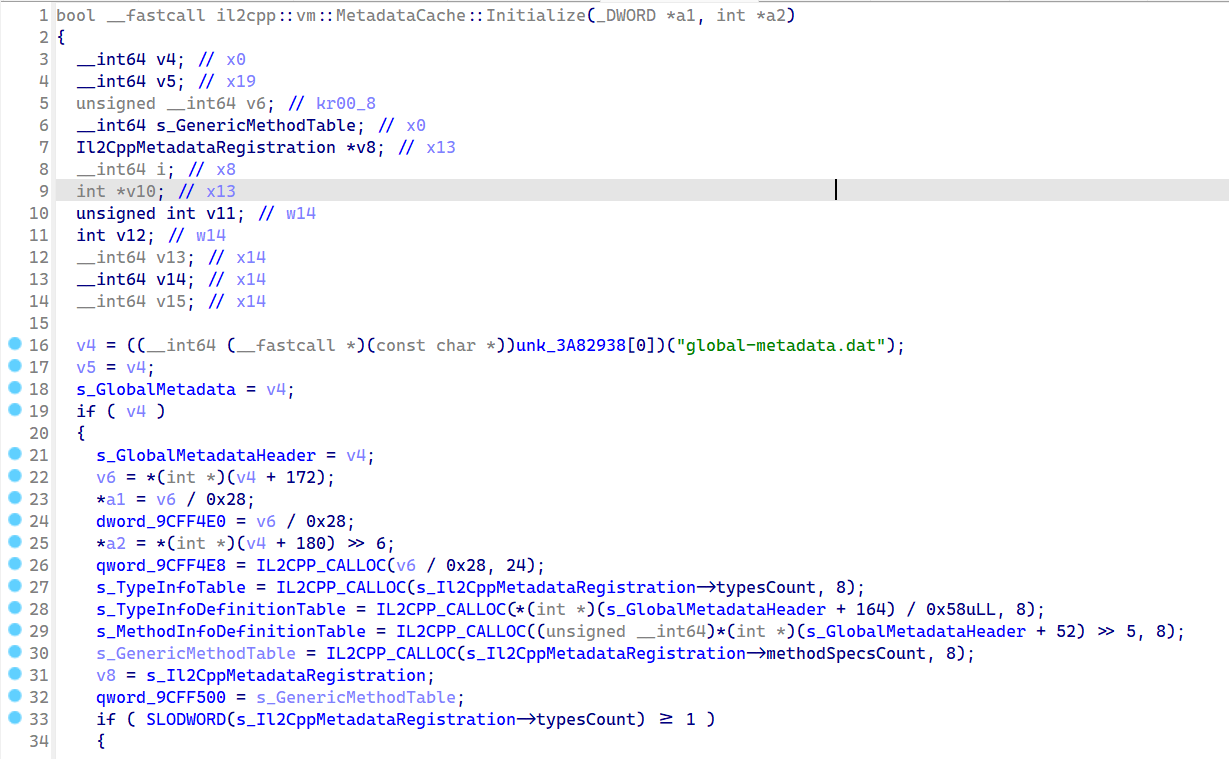 1 bool __fastcall il2cpp::vm::MetadataCache::Initialize(_DWORD *a1, int *a2)
2 {
3 __int64 v4; // x0
4 __int64 v5; // x19
5 unsigned __int64 v6; // kr00_8
6 __int64 s_GenericMethodTable; // x0
7 Il2CppMetadataRegistration *v8; // x13
8 __int64 i; // x8
9 int *v10; // x13
10 unsigned int v11; // w14
11 int v12; // w14
12 __int64 v13; // x14
13 __int64 v14; // x14
14 __int64 v15; // x14
15
16 v4 = ((__int64 (__fastcall *)(const char *))unk_3A82938[0])("global-metadata.dat");
17 v5 = v4;
18 s_GlobalMetadata = v4;
19 if ( v4 )
20 {
21 s_GlobalMetadataHeader = v4;
22 v6 = *(int *)(v4 + 172);
23 *a1 = v6 / 0x28;
24 dword_9CFF4E0 = v6 / 0x28;
25 *a2 = *(int *)(v4 + 180) >> 6;
26 qword_9CFF4E8 = IL2CPP_CALLOC(v6 / 0x28, 24);
27 s_TypeInfoTable = IL2CPP_CALLOC(s_Il2CppMetadataRegistration->typesCount, 8);
28 s_TypeInfoDefinitionTable = IL2CPP_CALLOC(*(int *)(s_GlobalMetadataHeader + 164) / 0x58uLL, 8);
29 s_MethodInfoDefinitionTable = IL2CPP_CALLOC((unsigned __int64)*(int *)(s_GlobalMetadataHeader + 52) >> 5, 8);
30 s_GenericMethodTable = IL2CPP_CALLOC(s_Il2CppMetadataRegistration->methodSpecsCount, 8);
31 v8 = s_Il2CppMetadataRegistration;
32 qword_9CFF500 = s_GenericMethodTable;
33 if ( SLODWORD(s_Il2CppMetadataRegistration->typesCount) >= 1 )
34 {